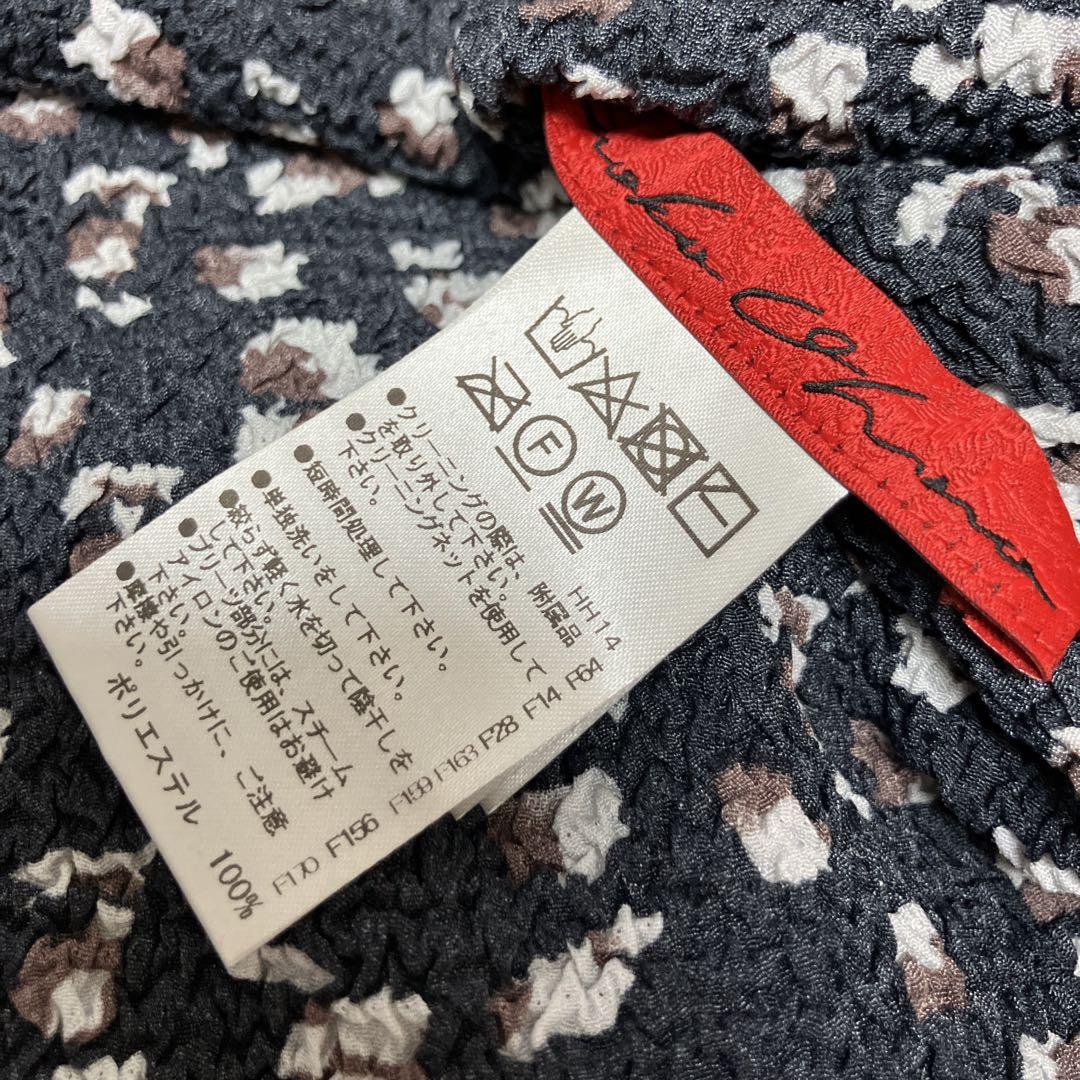 F
W
HH14
●クリーニングの際は、附属品 F64
を取り外して下さい。
●クリーニングネットを使用して F14
下さい。
●短時間処理して下さい。 F28
●単独洗いをして下さい。 F163
●絞らず軽く水を切って陰干しを F159
して下さい。
●プリーツ部分には、スチーム F156
アイロンのご使用はお避け
下さい。
●摩擦や引っかけに、ご注意 F170
下さい。
ポリエステル 100%